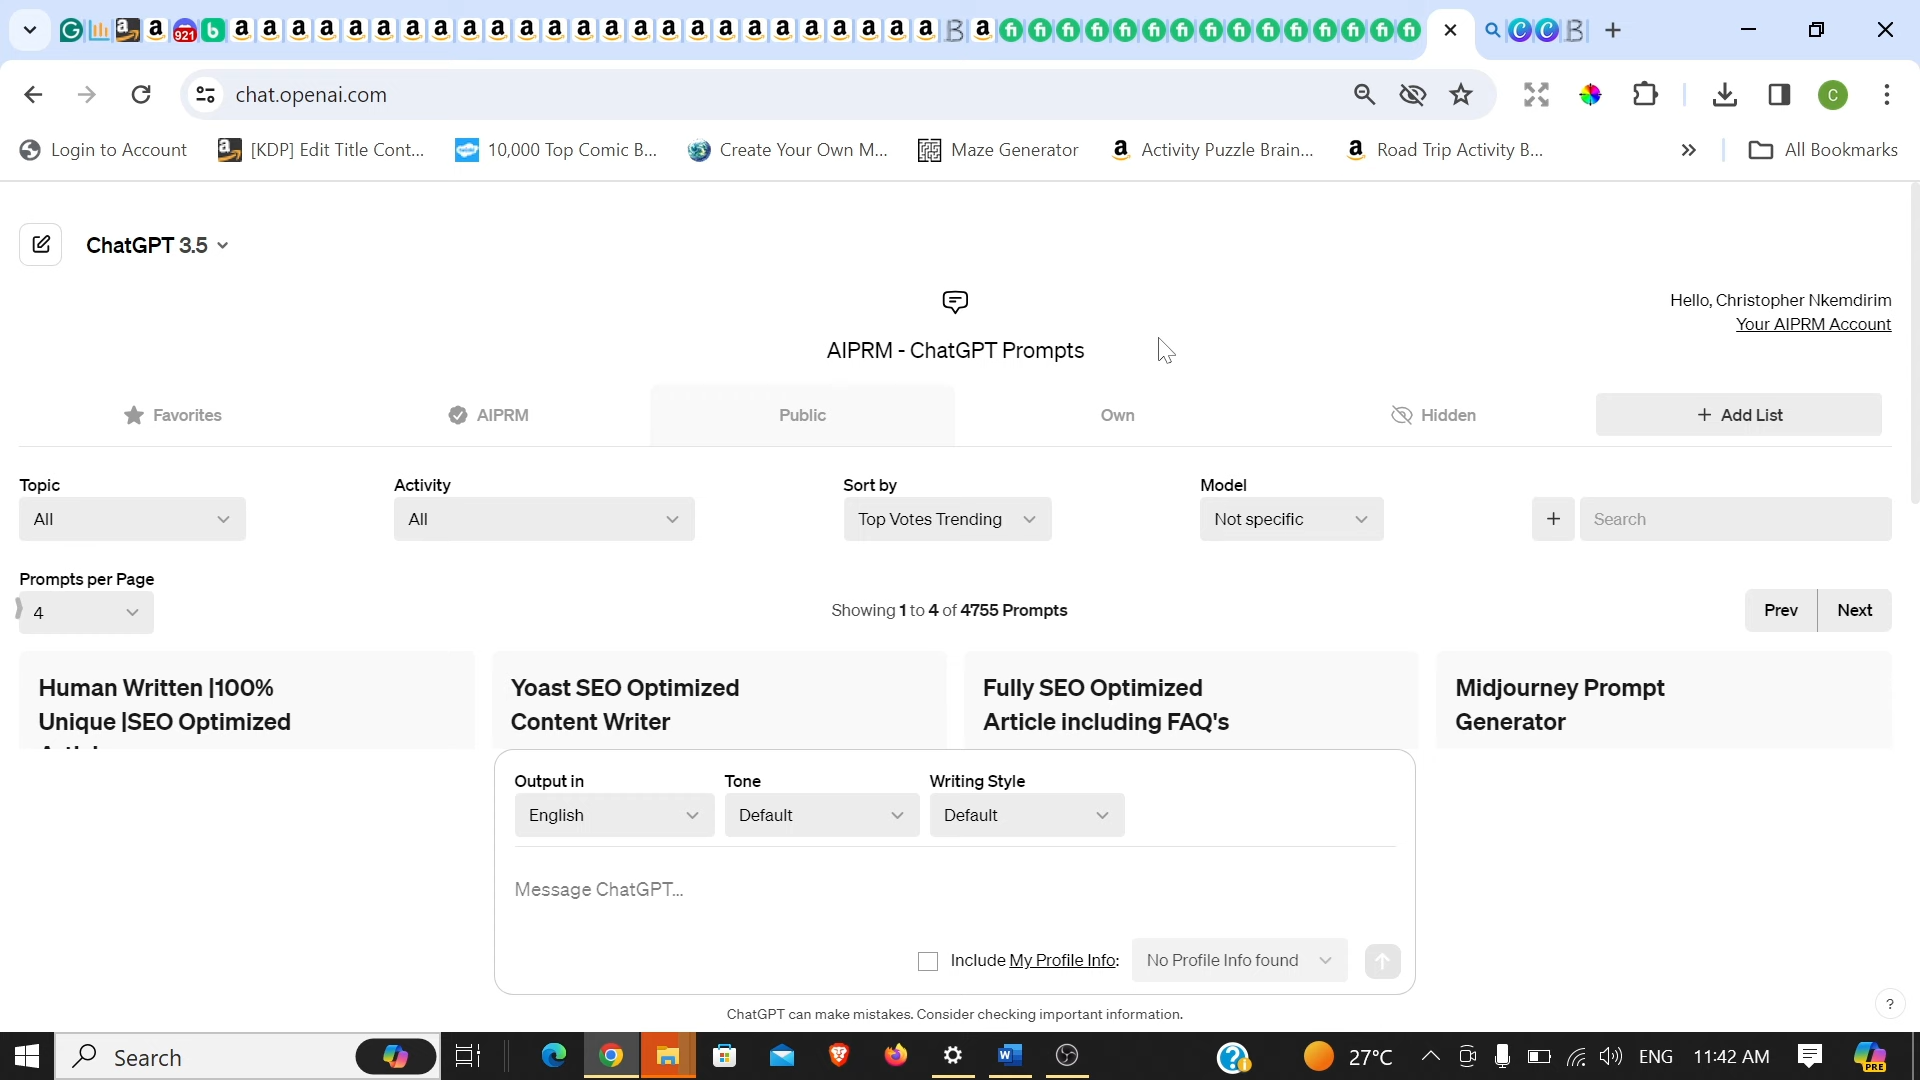 921
chat.openai.com
C
Login to Account
[KDP] Edit Title Cont...
10,000 Top Comic B...
Create Your Own M...
Maze Generator
Activity Puzzle Brain...
Road Trip Activity B...
All Bookmarks
ChatGPT 3.5
Hello, Christopher Nkemdirim
Your AIPRM Account
AIPRM - ChatGPT Prompts
Favorites
AIPRM
Public
Own
Hidden
+ Add List
Topic
Activity
Sort by
Model
All
All
Top Votes Trending
Not specific
+
Search
Prompts per Page
4
Showing 1 to 4 of 4755 Prompts
Prev
Next
Human Written |100%
Unique |SEO Optimized
Yoast SEO Optimized
Content Writer
Fully SEO Optimized
Article including FAQ's
Midjourney Prompt
Generator
Output in
Tone
Writing Style
English
Default
Default
Message ChatGPT...
Include My Profile Info:
No Profile Info found
ChatGPT can make mistakes. Consider checking important information.
?
Search
27°C
ENG
11:42 AM
PRE